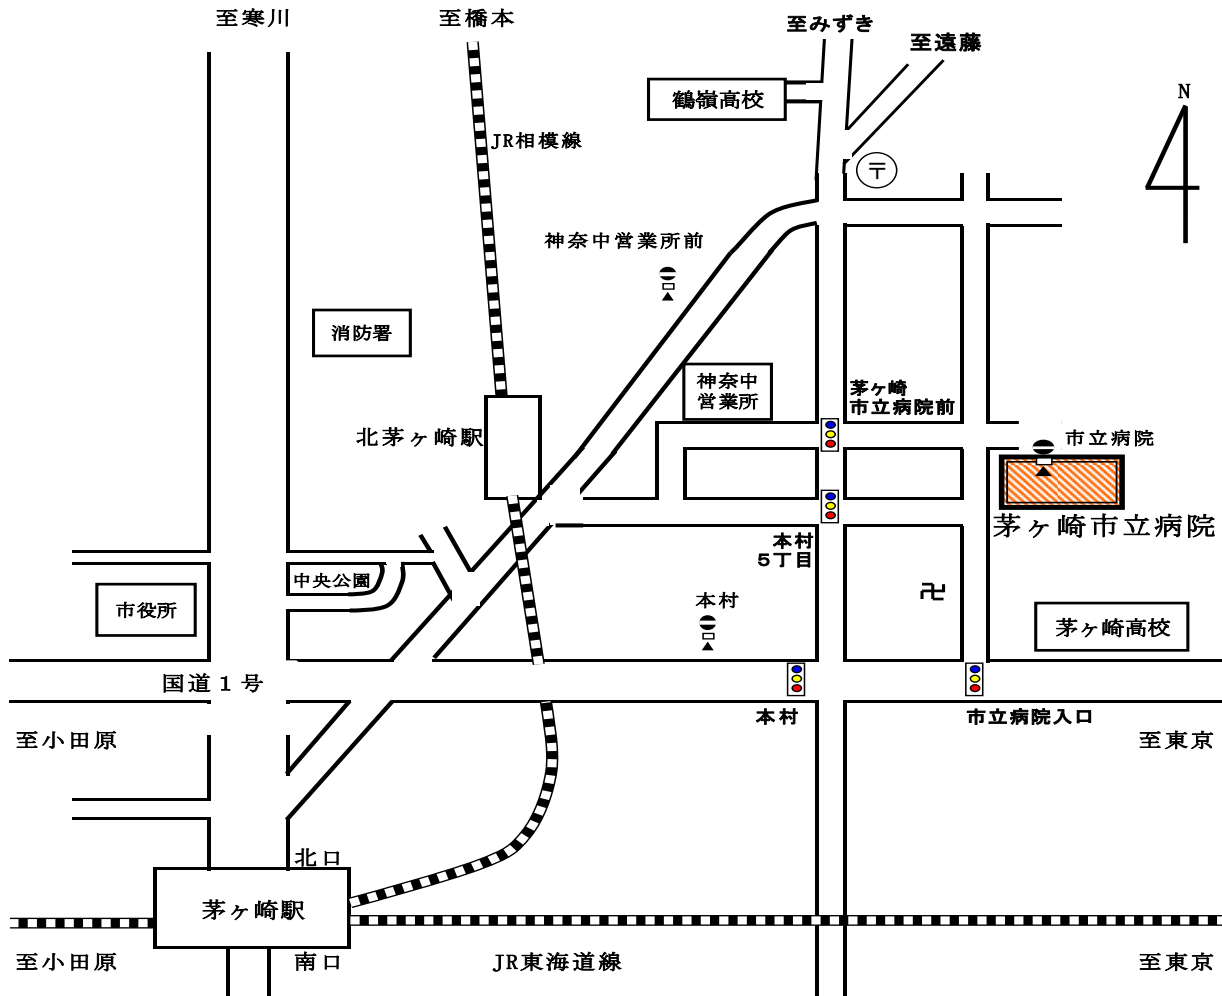 至寒川
至橋本
至みずき
至遠藤
鶴嶺高校
N
JR相模線
〒
神奈中営業所前
消防署
神奈中
営業所
茅ヶ崎
市立病院前
北茅ヶ崎駅
市立病院
茅ヶ崎市立病院
本村
5丁目
中央公園
市役所
本村
卍
茅ヶ崎高校
国道1号
本村
市立病院入口
至小田原
至東京
北口
茅ヶ崎駅
至小田原
南口
JR東海道線
至東京